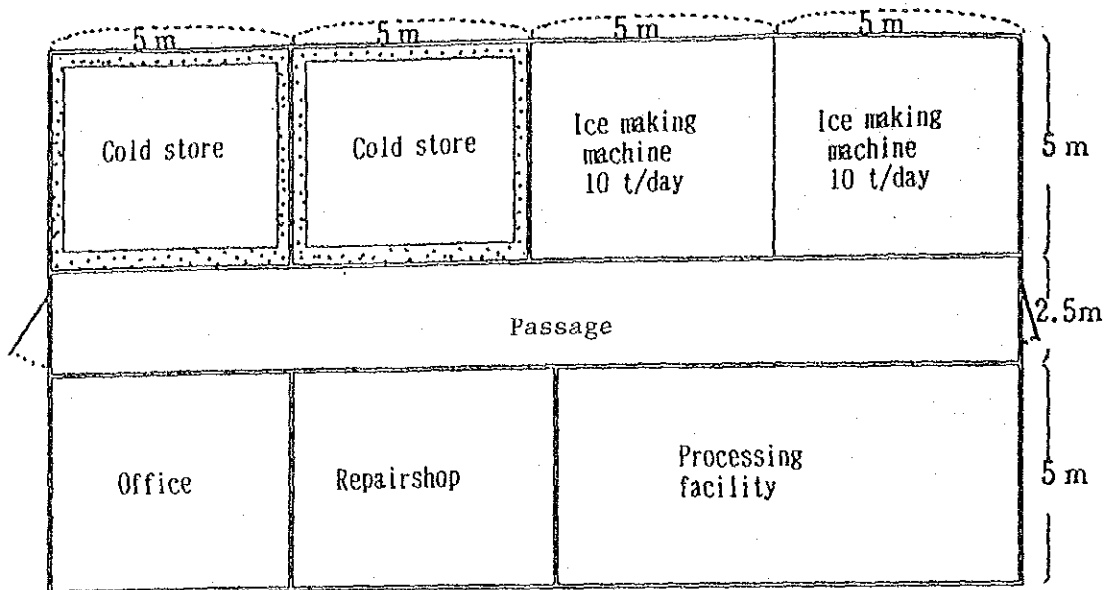 5 m 5 m 5 m 5 m
Cold store
Cold store
Ice making
machine
10 t/day
Ice making
machine
10 t/day
5 m
Passage
2.5m
Office
Repairshop
Processing
facility
5 m